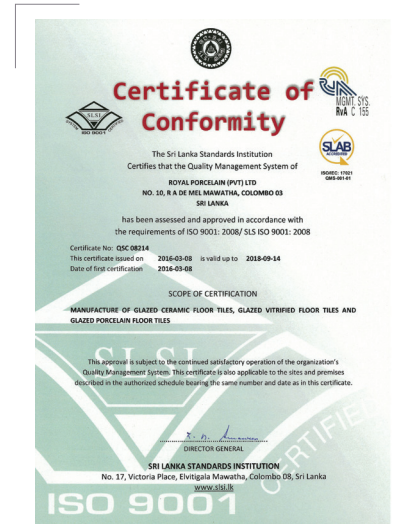 Certificate of
Conformity
SLSI
ISO 9001
MGMT. SYS.
RvA C 155
SLAB
ACCREDITED
ISO/IEC: 17021
QMS-001-01
The Sri Lanka Standards Institution
Certifies that the Quality Management System of
ROYAL PORCELAIN (PVT) LTD
NO. 10, R A DE MEL MAWATHA, COLOMBO 03
SRI LANKA
has been assessed and approved in accordance with
the requirements of ISO 9001: 2008/ SLS ISO 9001: 2008
Certificate No: QSC 08214
This certificate issued on 2016-03-08 is valid up to 2018-09-14
Date of first certification 2016-03-08
SCOPE OF CERTIFICATION
MANUFACTURE OF GLAZED CERAMIC FLOOR TILES, GLAZED VITRIFIED FLOOR TILES AND
GLAZED PORCELAIN FLOOR TILES
SLSI
This approval is subject to the continued satisfactory operation of the organization's
Quality Management System. This certificate is also applicable to the sites and premises
described in the authorized schedule bearing the same number and date as in this certificate.
DIRECTOR GENERAL
SRI LANKA STANDARDS INSTITUTION
No. 17, Victoria Place, Elvitigala Mawatha, Colombo 08, Sri Lanka
www.slsi.lk
ISO 9001